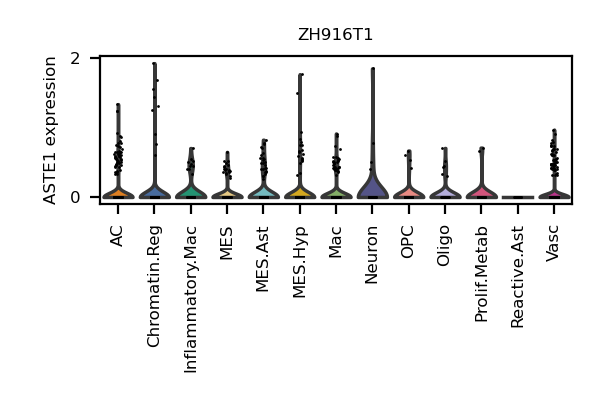 ZH916T1
ASTE1 expression
2
0
AC
Chromatin.Reg
Inflammatory.Mac
MES
MES.Ast
MES.Hyp
Mac
Neuron
OPC
Oligo
Prolif.Metab
Reactive.Ast
Vasc